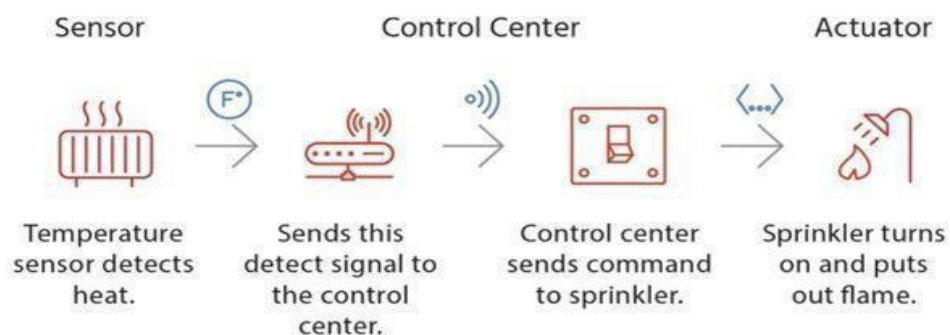 Sensor
Control Center
Actuator
F°
Temperature
sensor detects
heat.
Sends this
detect signal to
the control
center.
Control center
sends command
to sprinkler.
Sprinkler turns
on and puts
out flame.